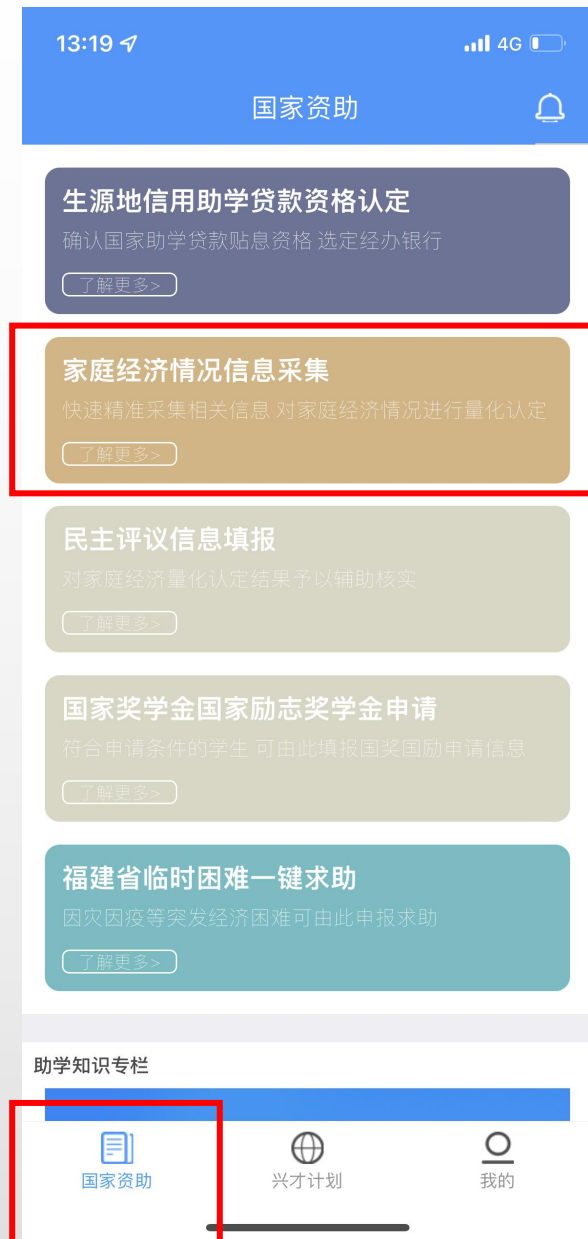 13:19
4G
国家资助
生源地信用助学贷款资格认定
确认国家助学贷款贴息资格 选定经办银行
了解更多>
家庭经济情况信息采集
快速精准采集相关信息 对家庭经济情况进行量化认定
了解更多>
民主评议信息填报
对家庭经济量化认定结果予以辅助核实
了解更多>
国家奖学金国家励志奖学金申请
符合申请条件的学生 可由此填报国奖国励申请信息
了解更多>
福建省临时困难一键求助
因灾因疫等突发经济困难可由此申报求助
了解更多>
助学知识专栏
国家资助
兴才计划
我的